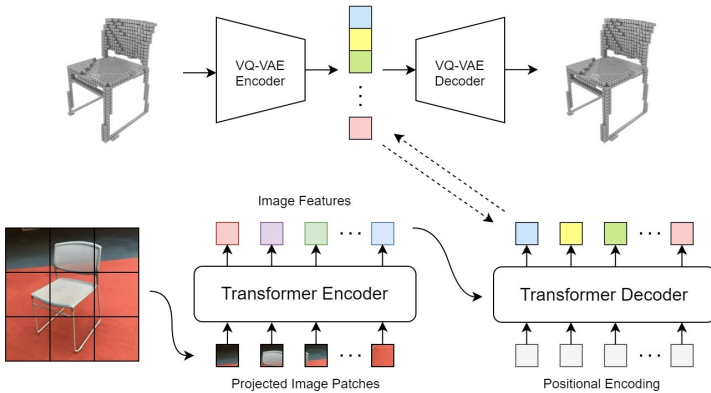 VQ-VAE
Encoder
VQ-VAE
Decoder
Image Features
Transformer Encoder
Transformer Decoder
Projected Image Patches
Positional Encoding